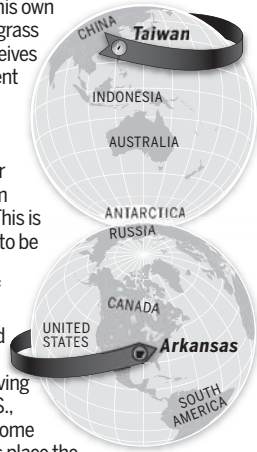 his own
grass
eives
ent
This is
to be
ving
S.,
ome
place the
CHINA
Taiwan
INDONESIA
AUSTRALIA
ANTARCTICA
RUSSIA
CANADA
UNITED
STATES
Arkansas
SOUTH
AMERICA